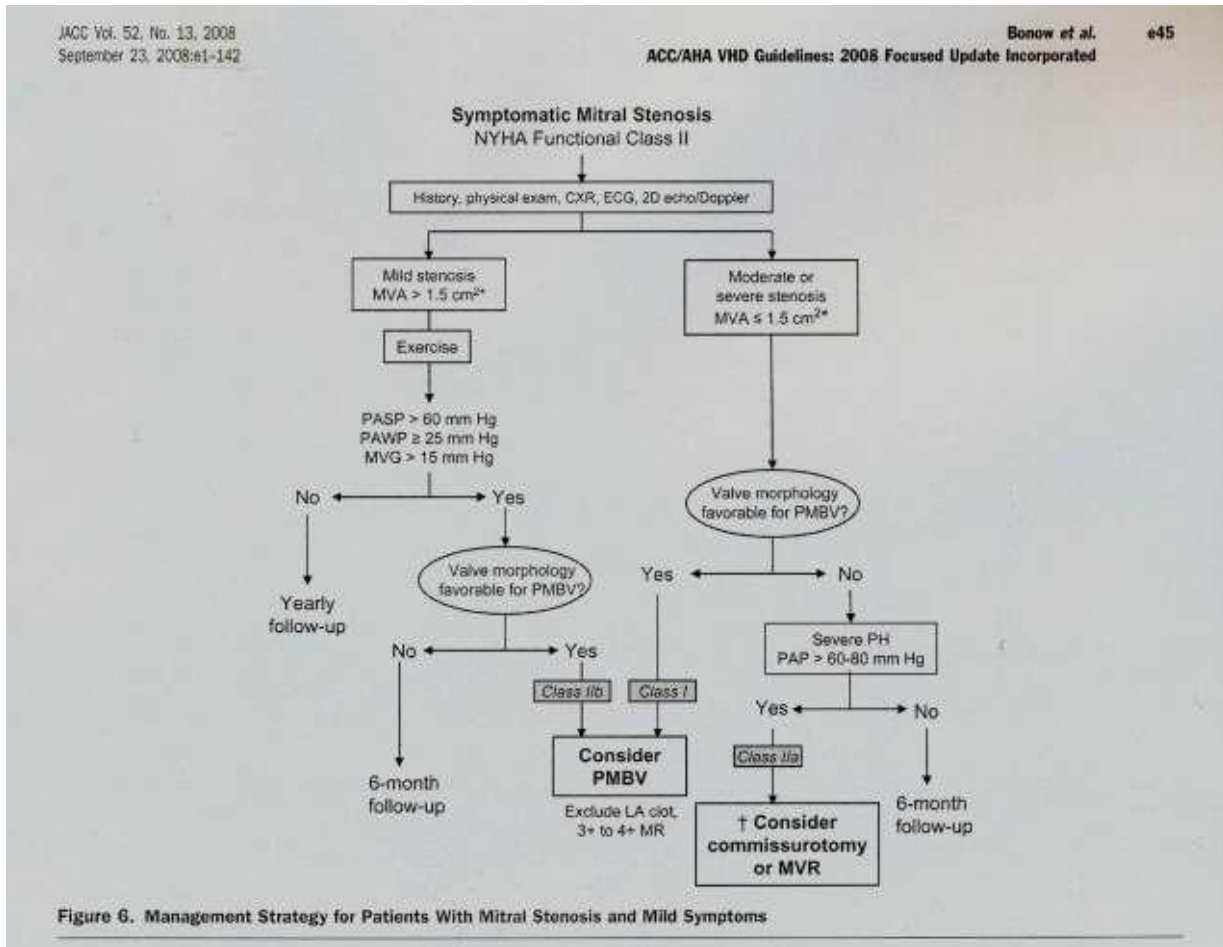 JACC Vol. 52, No. 13, 2008
September 23, 2008:e1–142
Bonow et al. e45
ACC/AHA VHD Guidelines: 2008 Focused Update Incorporated
Symptomatic Mitral Stenosis
NYHA Functional Class II
History, physical exam, CXR, ECG, 2D echo/Doppler
Mild stenosis
MVA > 1.5 cm²*
Moderate or
severe stenosis
MVA ≤ 1.5 cm²*
Exercise
PASP > 60 mm Hg
PAWP ≥ 25 mm Hg
MVG > 15 mm Hg
No
Yes
Valve morphology
favorable for PMBV?
Yearly
follow-up
Valve morphology
favorable for PMBV?
Yes
No
No
Yes
Severe PH
PAP > 60-80 mm Hg
Class IIb
Class I
Yes
No
6-month
follow-up
Consider
PMBV
Exclude LA clot,
3+ to 4+ MR
Class IIa
† Consider
commissurotomy
or MVR
6-month
follow-up
Figure 6. Management Strategy for Patients With Mitral Stenosis and Mild Symptoms